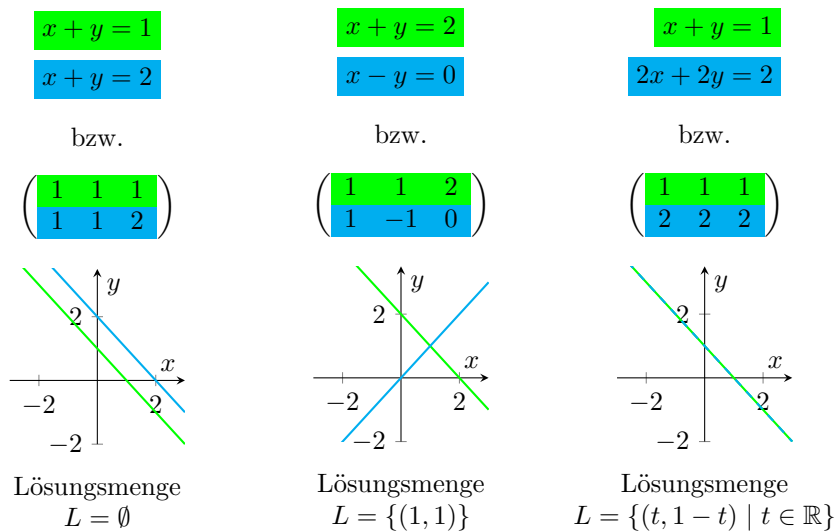 x + y = 1
x + y = 2
bzw.
( 1 1 1 )
( 1 1 2 )
y
2
x
−2
2
−2
Lösungsmenge
L = ∅
x + y = 2
x − y = 0
bzw.
( 1 1 2 )
( 1 −1 0 )
y
2
x
−2
2
−2
Lösungsmenge
L = {(1, 1)}
x + y = 1
2x + 2y = 2
bzw.
( 1 1 1 )
( 2 2 2 )
y
2
x
−2
2
−2
Lösungsmenge
L = {(t, 1 − t) | t ∈ ℝ}